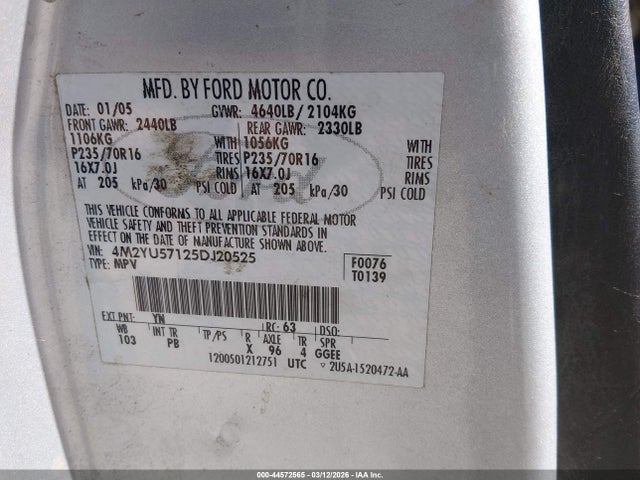 MFD. BY FORD MOTOR CO.
DATE: 01/05 GVWR: 4640LB/ 2104KG
FRONT GAWR: 2440LB REAR GAWR: 2330LB
1106KG WITH 1056KG WITH
P235/70R16 TIRES P235/70R16 TIRES
16X7.0J RIMS 16X7.0J RIMS
AT 205 kPa/30 PSI COLD AT 205 kPa/30 PSI COLD
THIS VEHICLE CONFORMS TO ALL APPLICABLE FEDERAL MOTOR
VEHICLE SAFETY AND THEFT PREVENTION STANDARDS IN
EFFECT ON THE DATE OF MANUFACTURE SHOWN ABOVE.
VIN: 4M2YU57125DJ20525
TYPE: MPV
F0076
T0139
EXT PNT: YN RC: 63 DSO:
WB INT TR TP/PS R AXLE TR SPR
103 PB X 96 4 GGEE
1200501212751 UTC
▽ 2U5A-1520472-AA
Ford
000-44572565 - 03/12/2026 - IAA Inc.